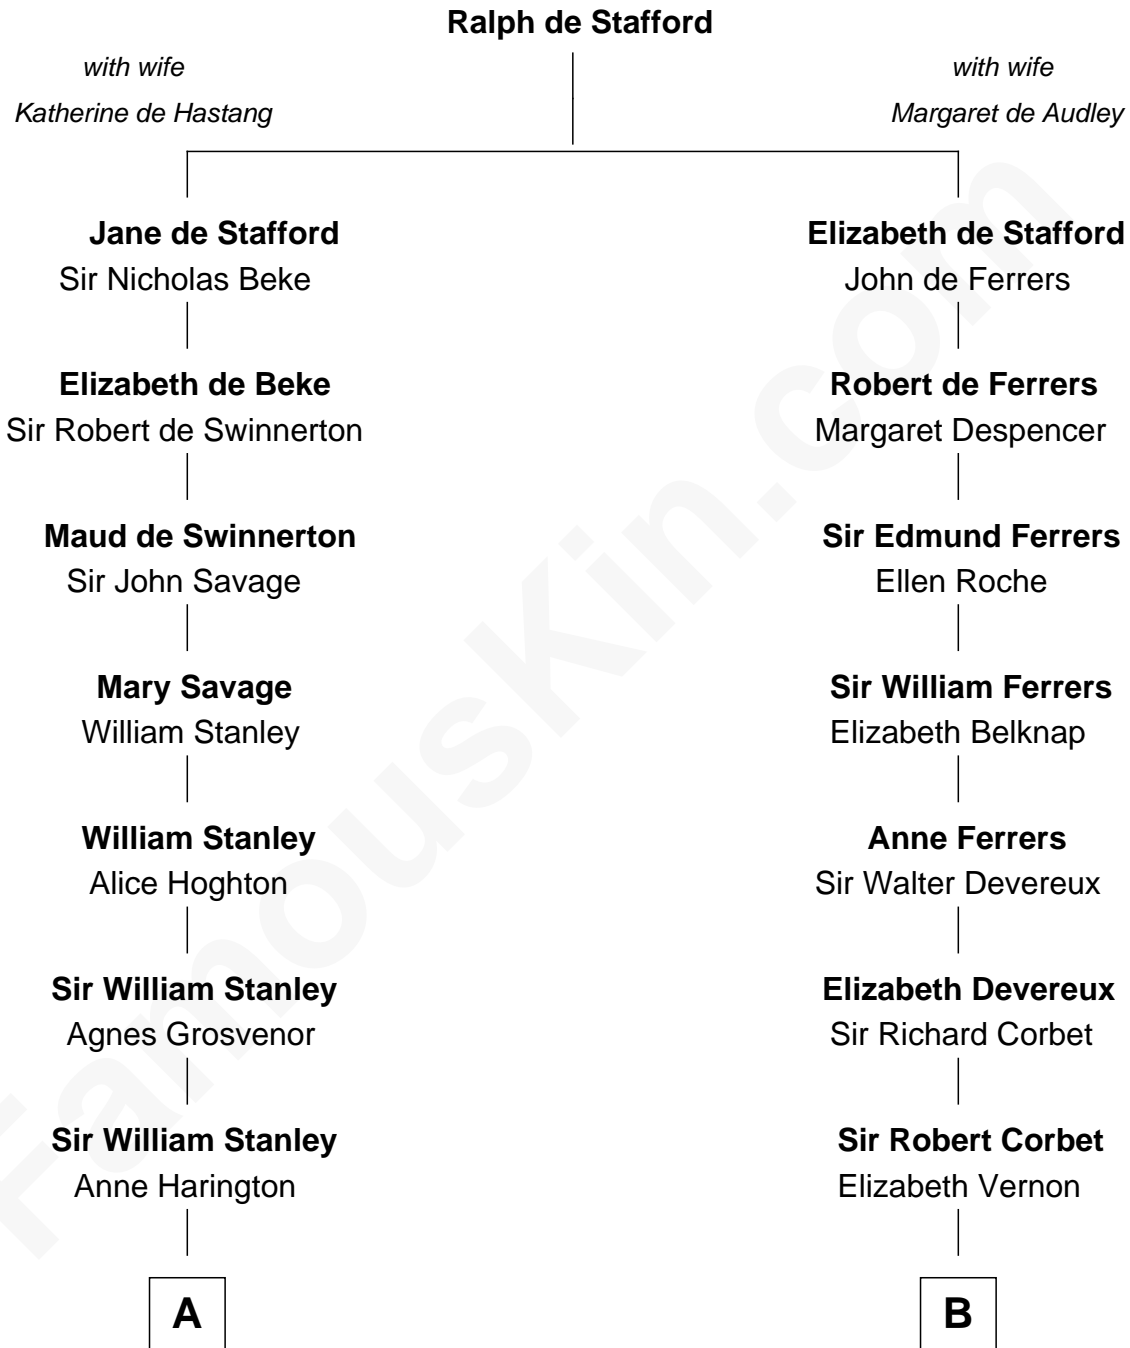 Ralph de Stafford
with wife
Katherine de Hastang
with wife
Margaret de Audley
Jane de Stafford
Sir Nicholas Beke
Elizabeth de Stafford
John de Ferrers
Elizabeth de Beke
Sir Robert de Swinnerton
Robert de Ferrers
Margaret Despencer
Maud de Swinnerton
Sir John Savage
Sir Edmund Ferrers
Ellen Roche
Mary Savage
William Stanley
Sir William Ferrers
Elizabeth Belknap
William Stanley
Alice Hoghton
Anne Ferrers
Sir Walter Devereux
Sir William Stanley
Agnes Grosvenor
Elizabeth Devereux
Sir Richard Corbet
Sir William Stanley
Anne Harington
Sir Robert Corbet
Elizabeth Vernon
A
B
FamousKin.com